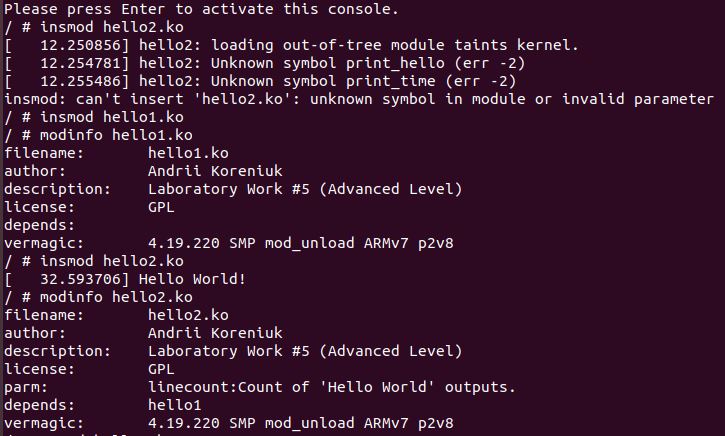 Please press Enter to activate this console.
/ # insmod hello2.ko
[   12.250856] hello2: loading out-of-tree module taints kernel.
[   12.254781] hello2: Unknown symbol print_hello (err -2)
[   12.255486] hello2: Unknown symbol print_time (err -2)
insmod: can't insert 'hello2.ko': unknown symbol in module or invalid parameter
/ # insmod hello1.ko
/ # modinfo hello1.ko
filename:       hello1.ko
author:         Andrii Koreniuk
description:    Laboratory Work #5 (Advanced Level)
license:        GPL
depends:
vermagic:       4.19.220 SMP mod_unload ARMv7 p2v8
/ # insmod hello2.ko
[   32.593706] Hello World!
/ # modinfo hello2.ko
filename:       hello2.ko
author:         Andrii Koreniuk
description:    Laboratory Work #5 (Advanced Level)
license:        GPL
parm:           linecount:Count of 'Hello World' outputs.
depends:        hello1
vermagic:       4.19.220 SMP mod_unload ARMv7 p2v8